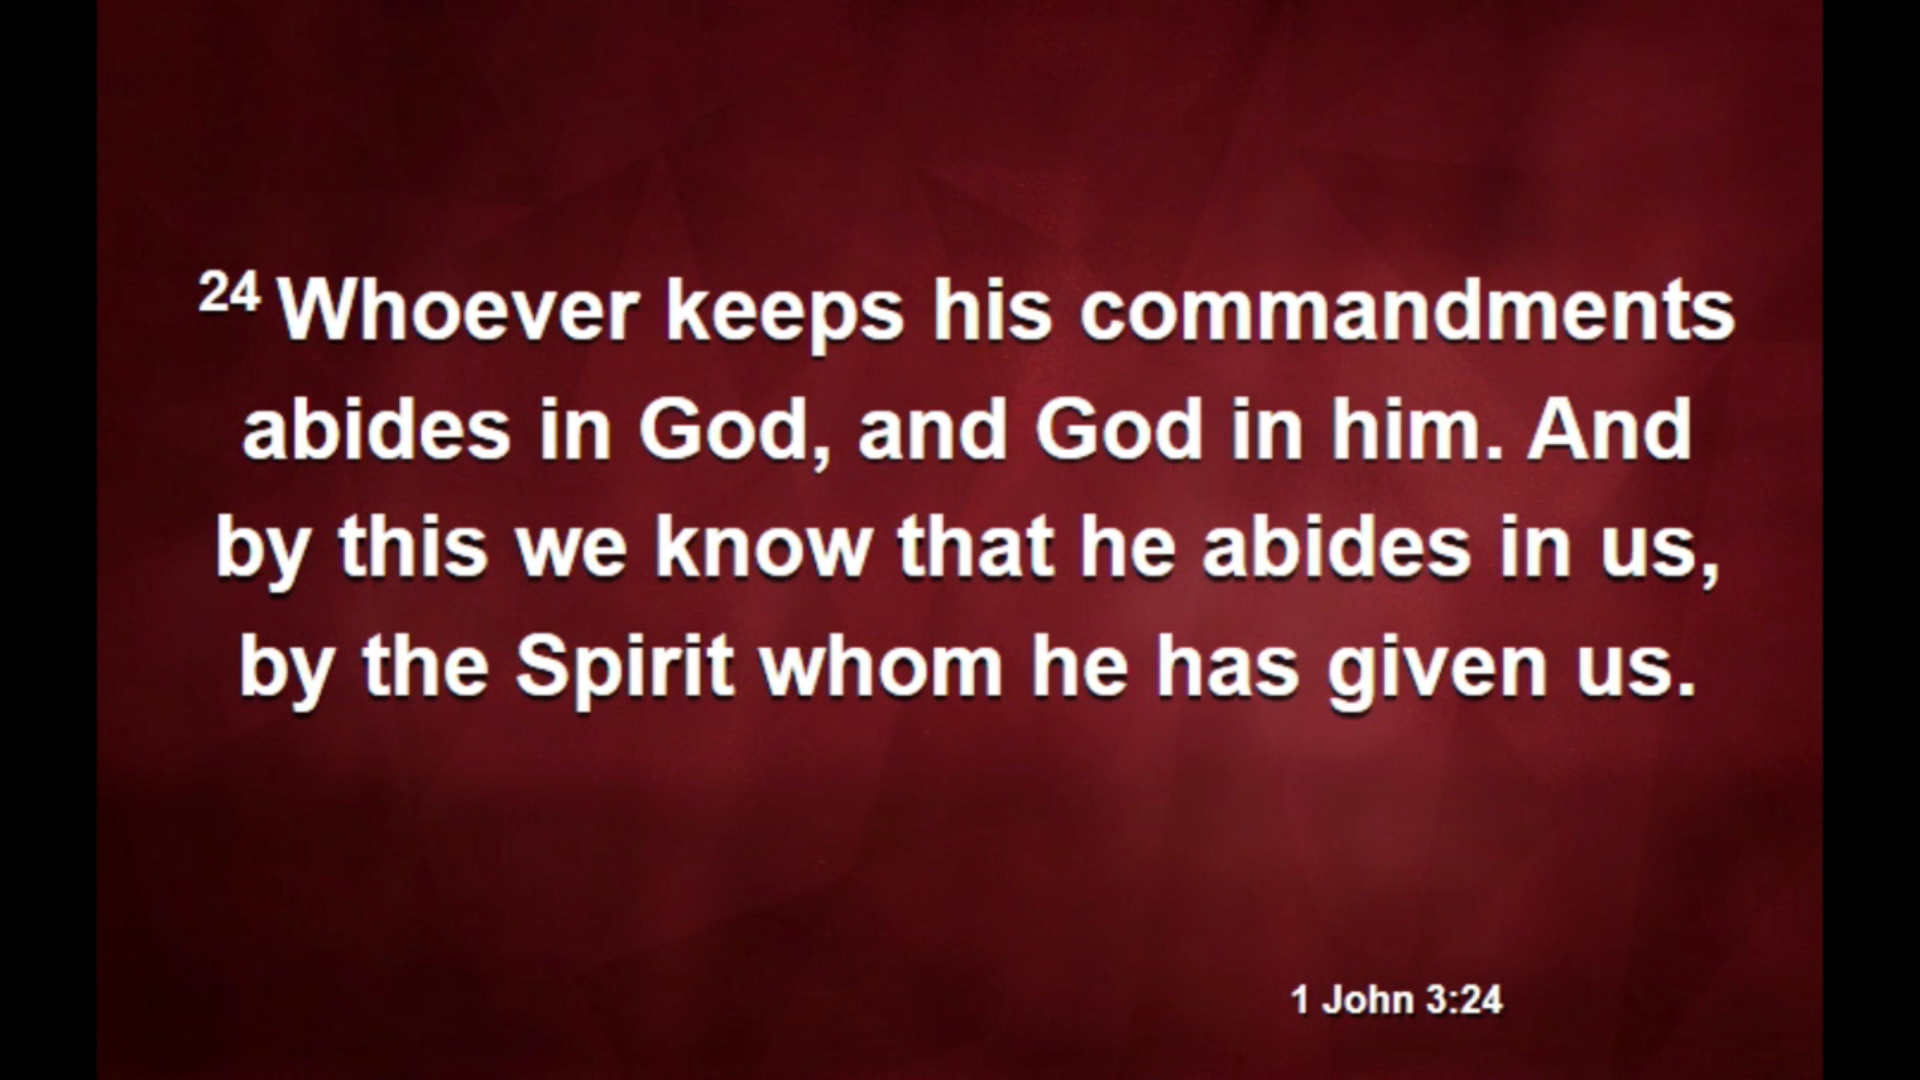 24 Whoever keeps his commandments
abides in God, and God in him. And
by this we know that he abides in us,
by the Spirit whom he has given us.
1 John 3:24